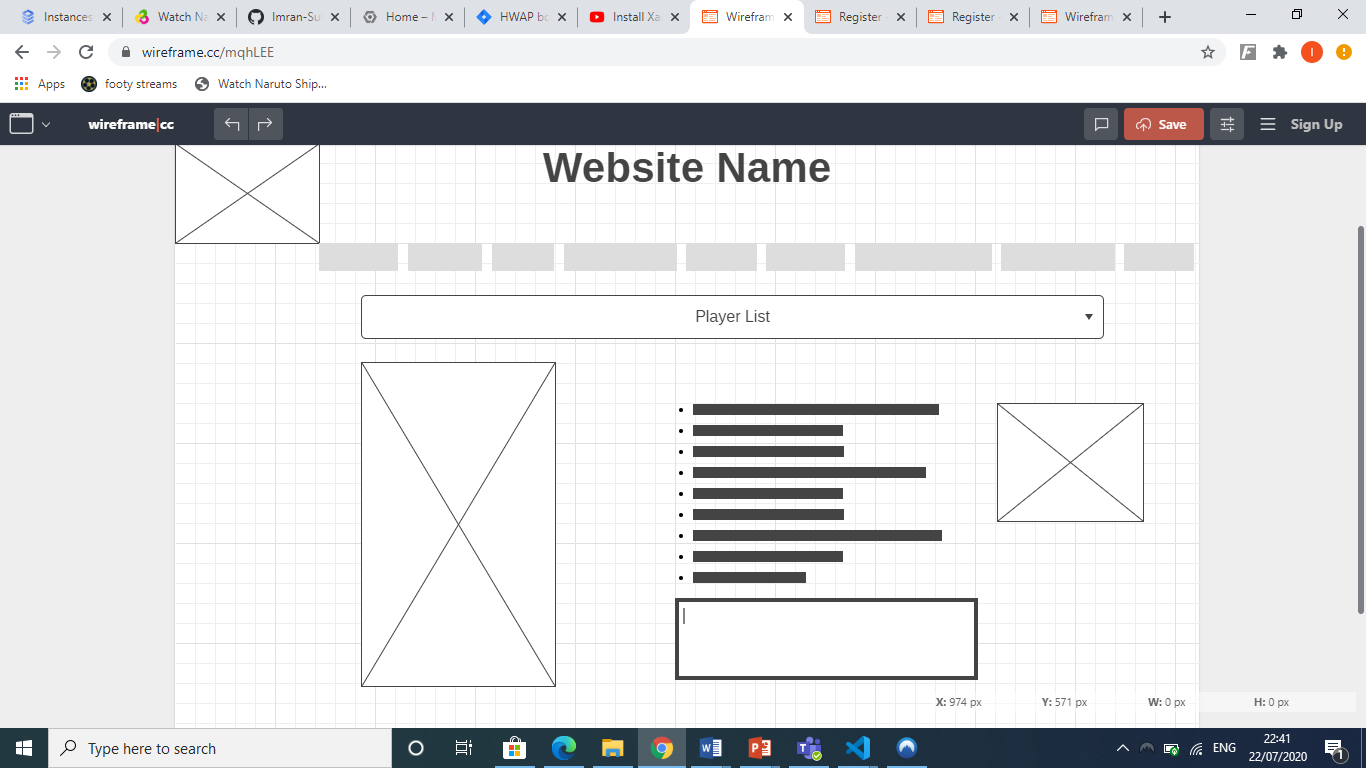 Instances
Watch Na
Imran-Su
Home – M
HWAP bo
Install Xa
Wirefram
Register
Register
Wirefram
wireframe.cc/mqhLEE
I
Apps
footy streams
Watch Naruto Ship...
wireframe|cc
Save
Sign Up
Website Name
Player List
X: 974 px
Y: 571 px
W: 0 px
H: 0 px
Type here to search
ENG
22:41
22/07/2020
1